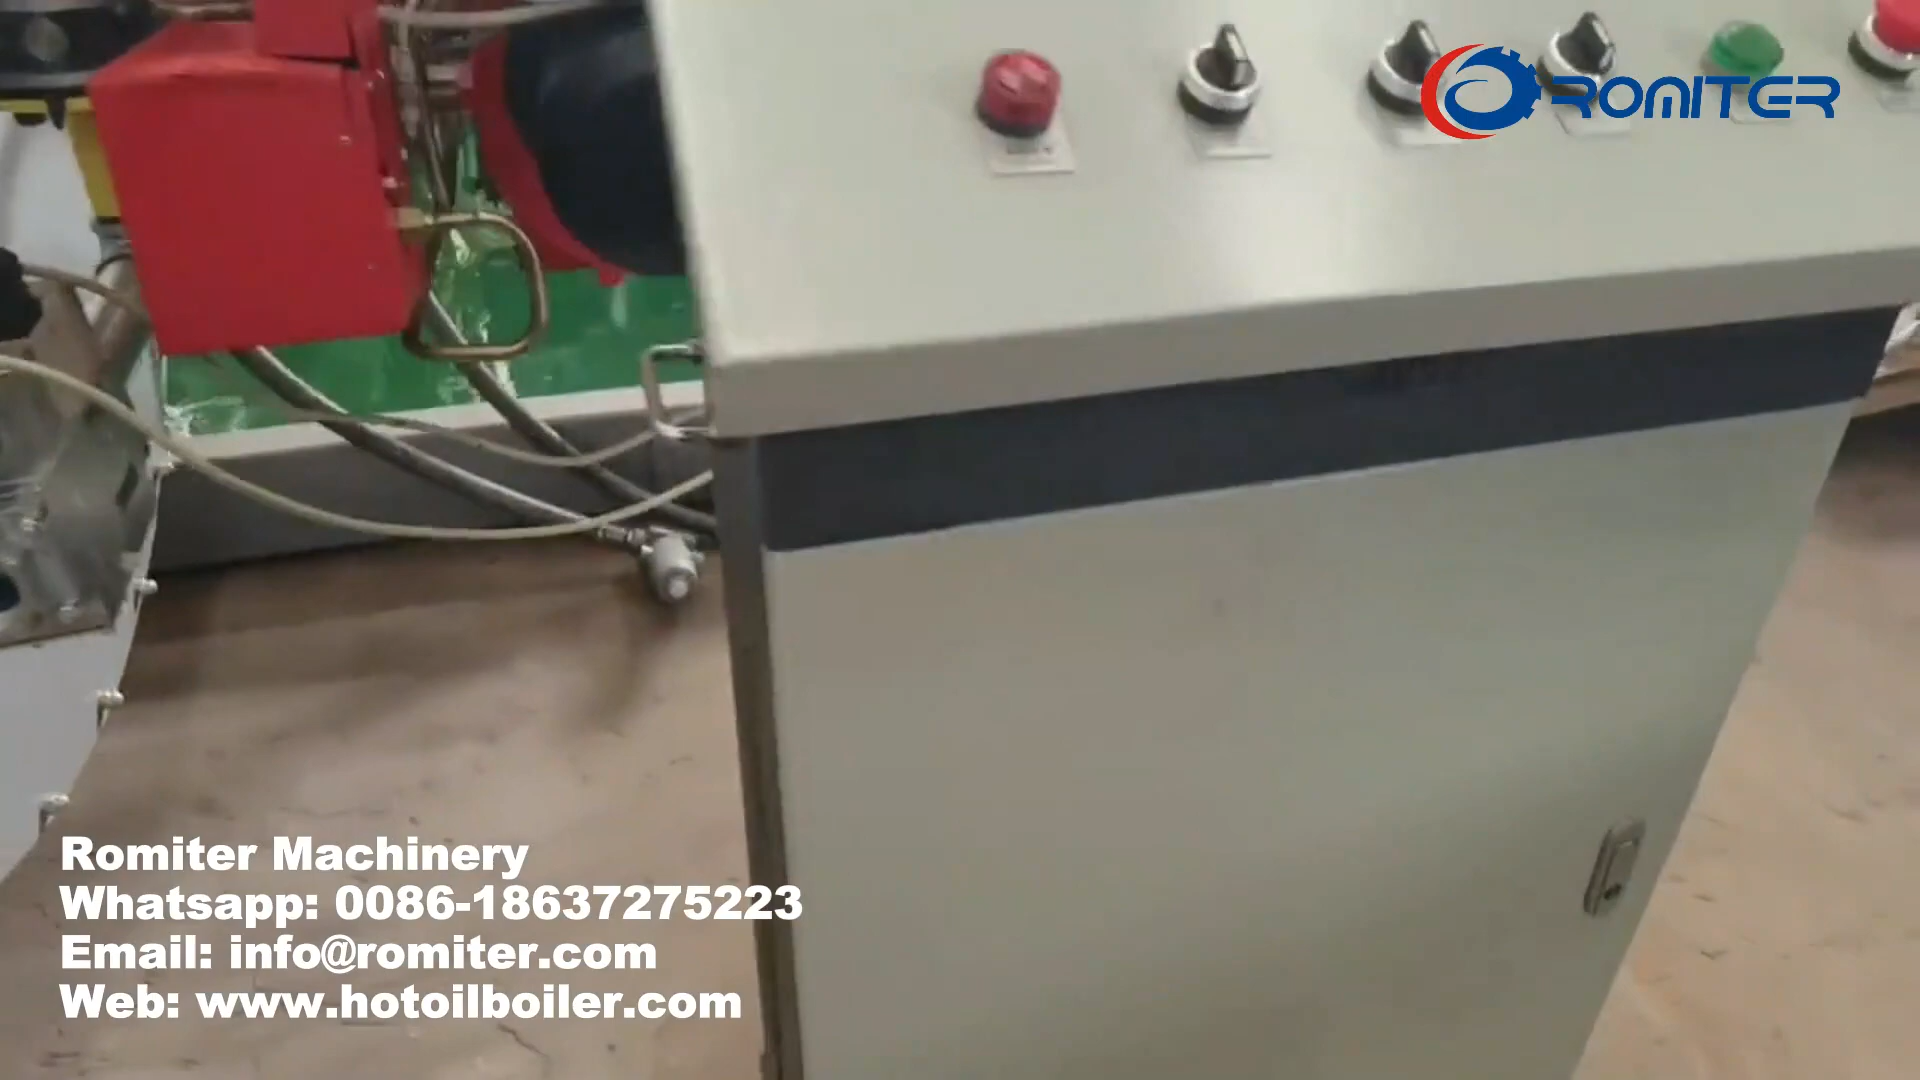 ROMITER
Romiter Machinery
Whatsapp: 0086-18637275223
Email: info@romiter.com
Web: www.hotoilboiler.com